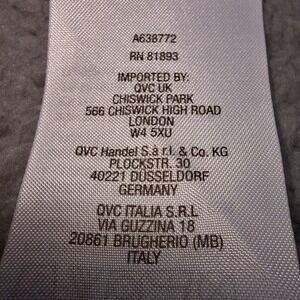 A638772
RN 81893
IMPORTED BY:
QVC UK
CHISWICK PARK
566 CHISWICK HIGH ROAD
LONDON
W4 5XU
QVC Handel S.à r.l. & Co. KG
PLOCKSTR. 30
40221 DÜSSELDORF
GERMANY
QVC ITALIA S.R.L
VIA GUZZINA 18
20861 BRUGHERIO (MB)
ITALY